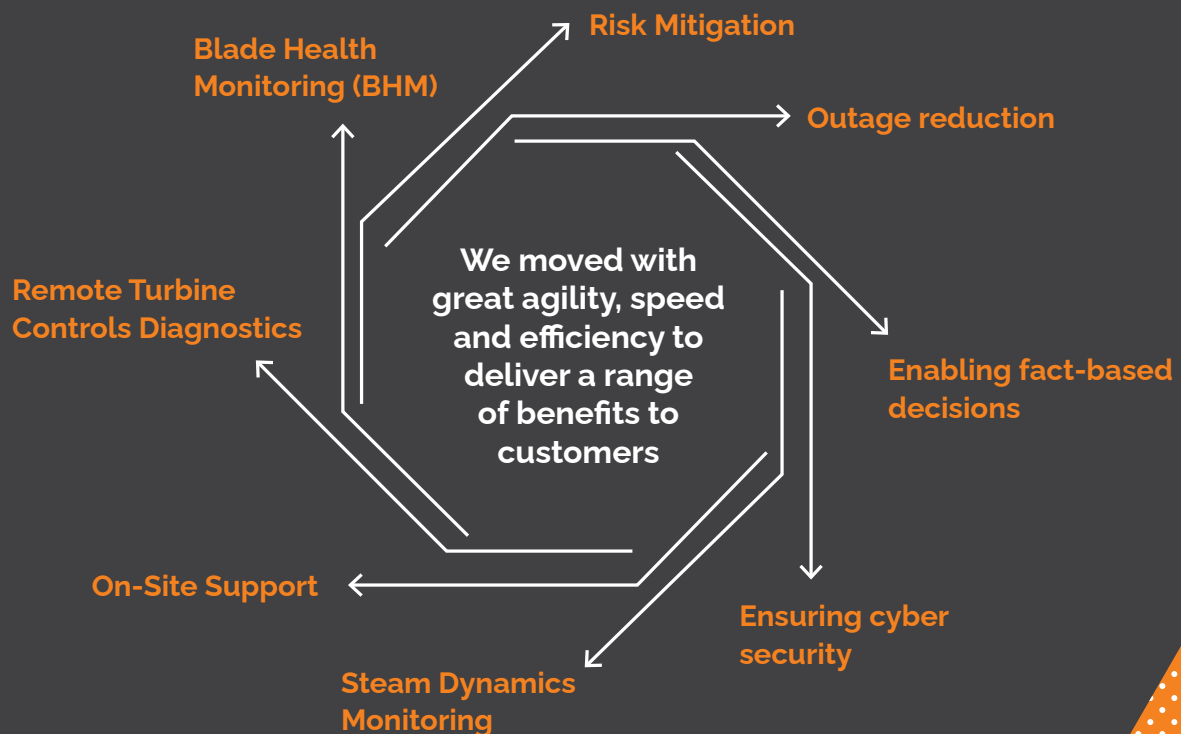 Risk Mitigation
Blade Health
Monitoring (BHM)
Outage reduction
We moved with
great agility, speed
and efficiency to
deliver a range
of benefits to
customers
Remote Turbine
Controls Diagnostics
Enabling fact-based
decisions
On-Site Support
Ensuring cyber
security
Steam Dynamics
Monitoring